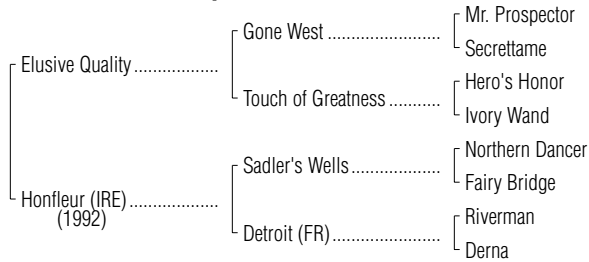 Mr. Prospector
Gone West ....................
Secrettame
Elusive Quality ..................
Hero's Honor
Touch of Greatness ...........
Ivory Wand
Northern Dancer
Sadler's Wells..................
Fairy Bridge
Honfleur (IRE) ..................
(1992)
Riverman
Detroit (FR)......................
Derna